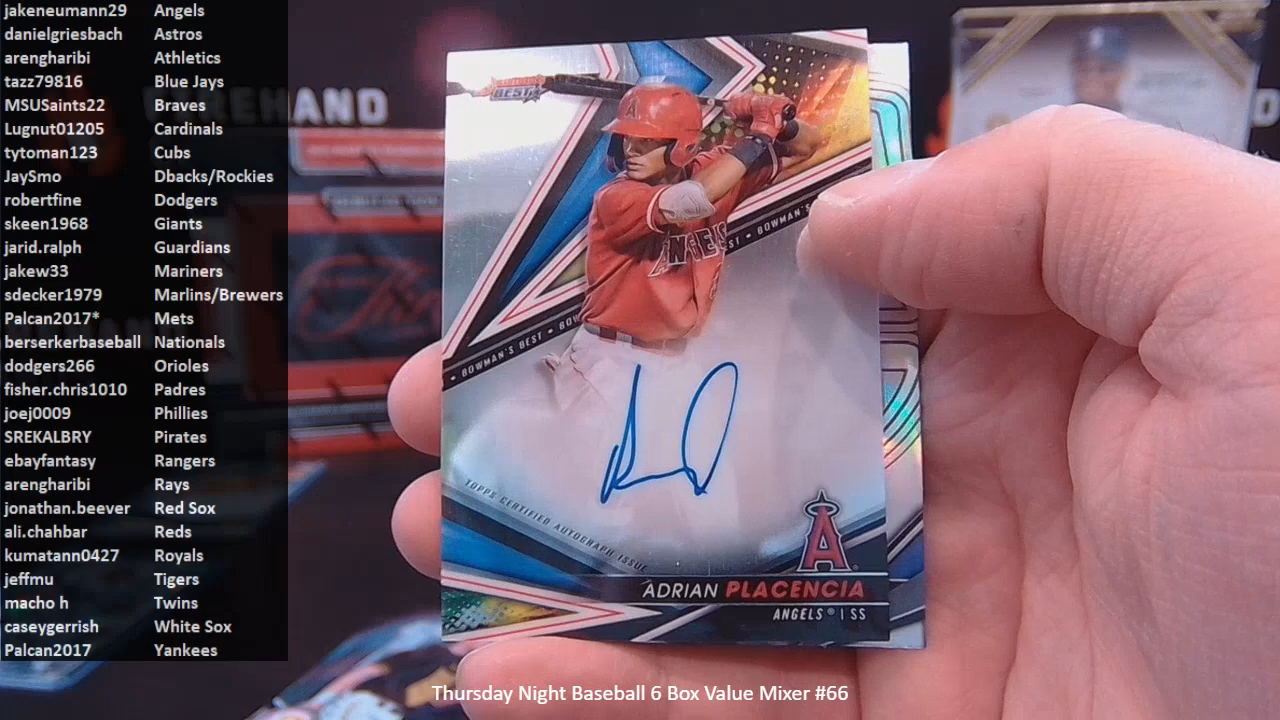 jakeneumann29 Angels
danielgriesbach Astros
arengharibi Athletics
tazz79816 Blue Jays
MSUSaints22 Braves
Lugnut01205 Cardinals
tytoman123 Cubs
JaySmo Dbacks/Rockies
robertfine Dodgers
skeen1968 Giants
jarid.ralph Guardians
jakew33 Mariners
sdecker1979 Marlins/Brewers
Palcan2017* Mets
berserkerbaseball Nationals
dodgers266 Orioles
fisher.chris1010 Padres
joej0009 Phillies
SREKALBRY Pirates
ebayfantasy Rangers
arengharibi Rays
jonathan.beever Red Sox
ali.chahbar Reds
kumatann0427 Royals
jeffmu Tigers
macho h Twins
caseygerrish White Sox
Palcan2017 Yankees
BEST
A
ANGELS
BOWMAN'S BEST • BOW
ST • BOWMAN'S
TOPPS CERTIFIED AUTOGRAPH ISSUE
A
ADRIAN PLACENCIA
ANGELS® | SS
Thursday Night Baseball 6 Box Value Mixer #66